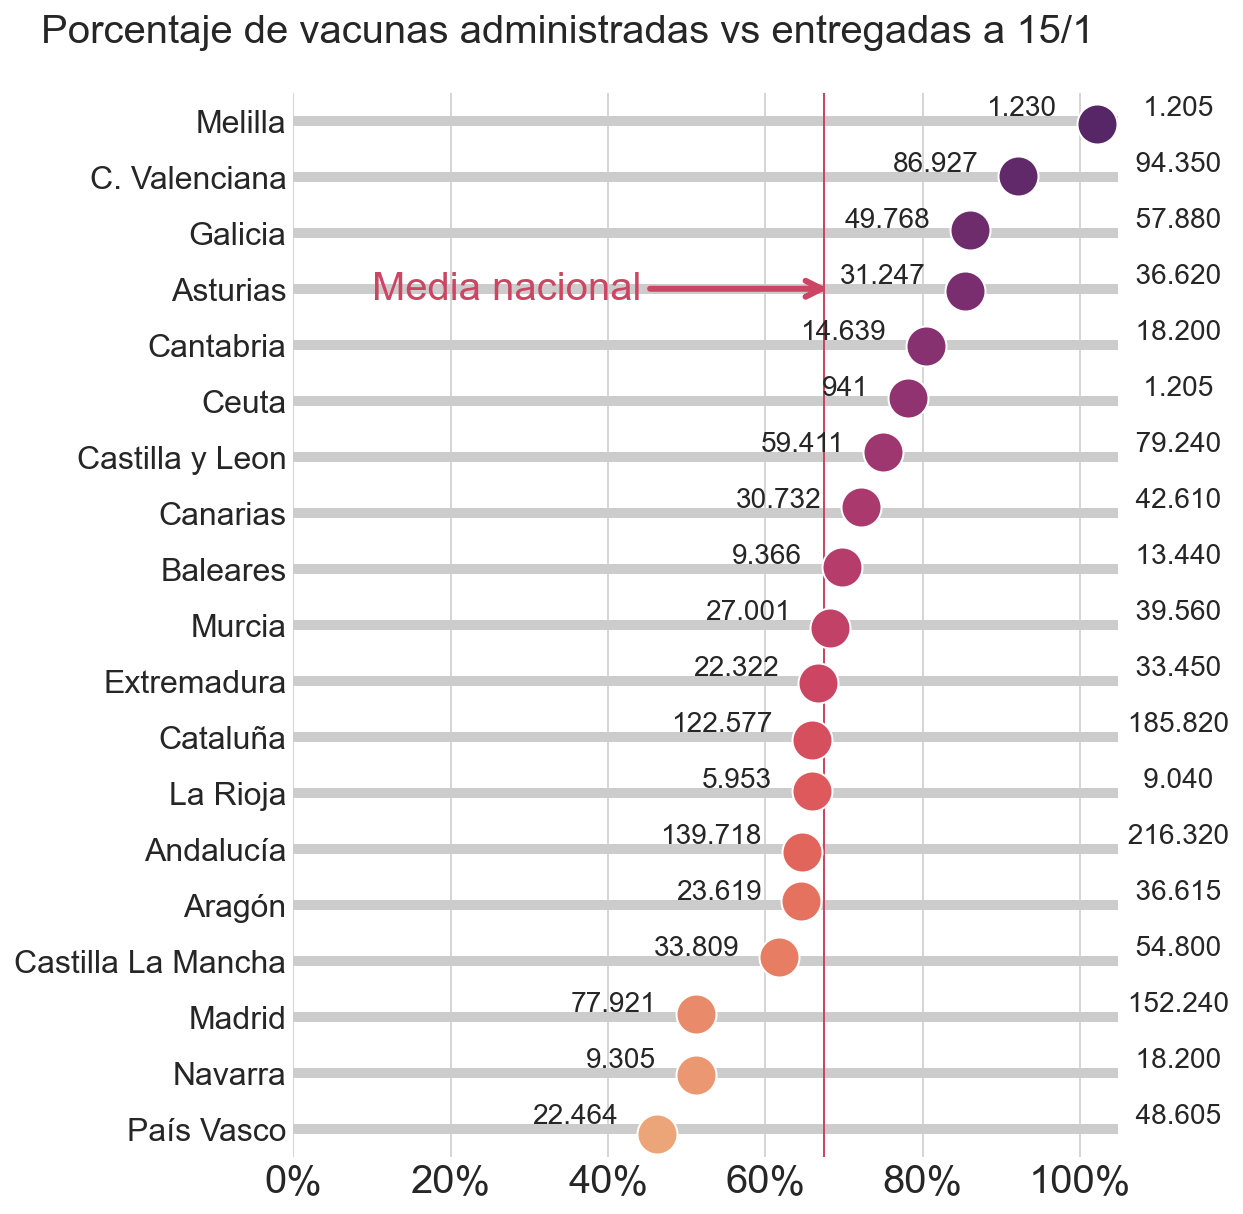 Porcentaje de vacunas administradas vs entregadas a 15/1
Melilla 1.230 1.205
C. Valenciana 86.927 94.350
Galicia 49.768 57.880
Asturias Media nacional 31.247 36.620
Cantabria 14.639 18.200
Ceuta 941 1.205
Castilla y Leon 59.411 79.240
Canarias 30.732 42.610
Baleares 9.366 13.440
Murcia 27.001 39.560
Extremadura 22.322 33.450
Cataluña 122.577 185.820
La Rioja 5.953 9.040
Andalucía 139.718 216.320
Aragón 23.619 36.615
Castilla La Mancha 33.809 54.800
Madrid 77.921 152.240
Navarra 9.305 18.200
País Vasco 22.464 48.605
0% 20% 40% 60% 80% 100%